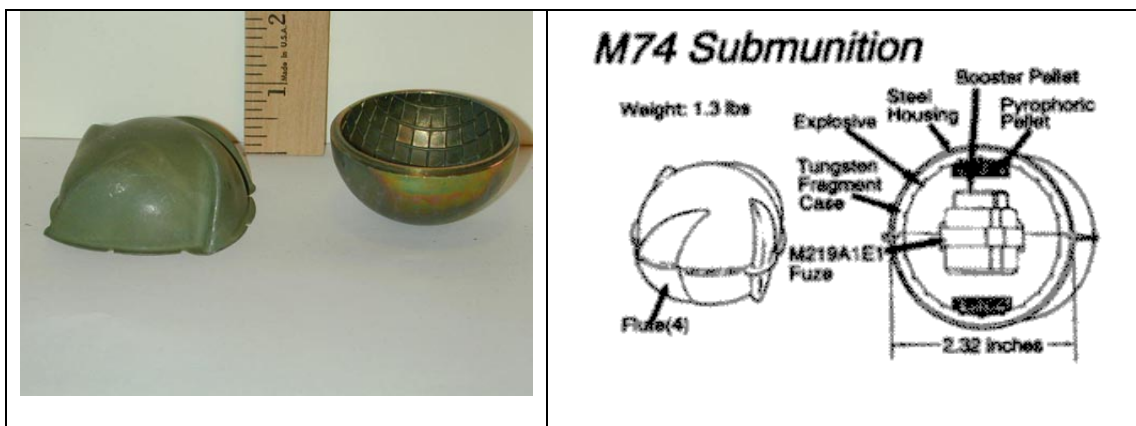 2
Made in U.S.A.
1
M74 Submunition
Weight: 1.3 lbs
Booster Pellet
Steel
Housing
Pyrophoric
Pellet
Explosive
Tungsten
Fragment
Case
M219A1E1
Fuze
Flute(4)
2.32 inches